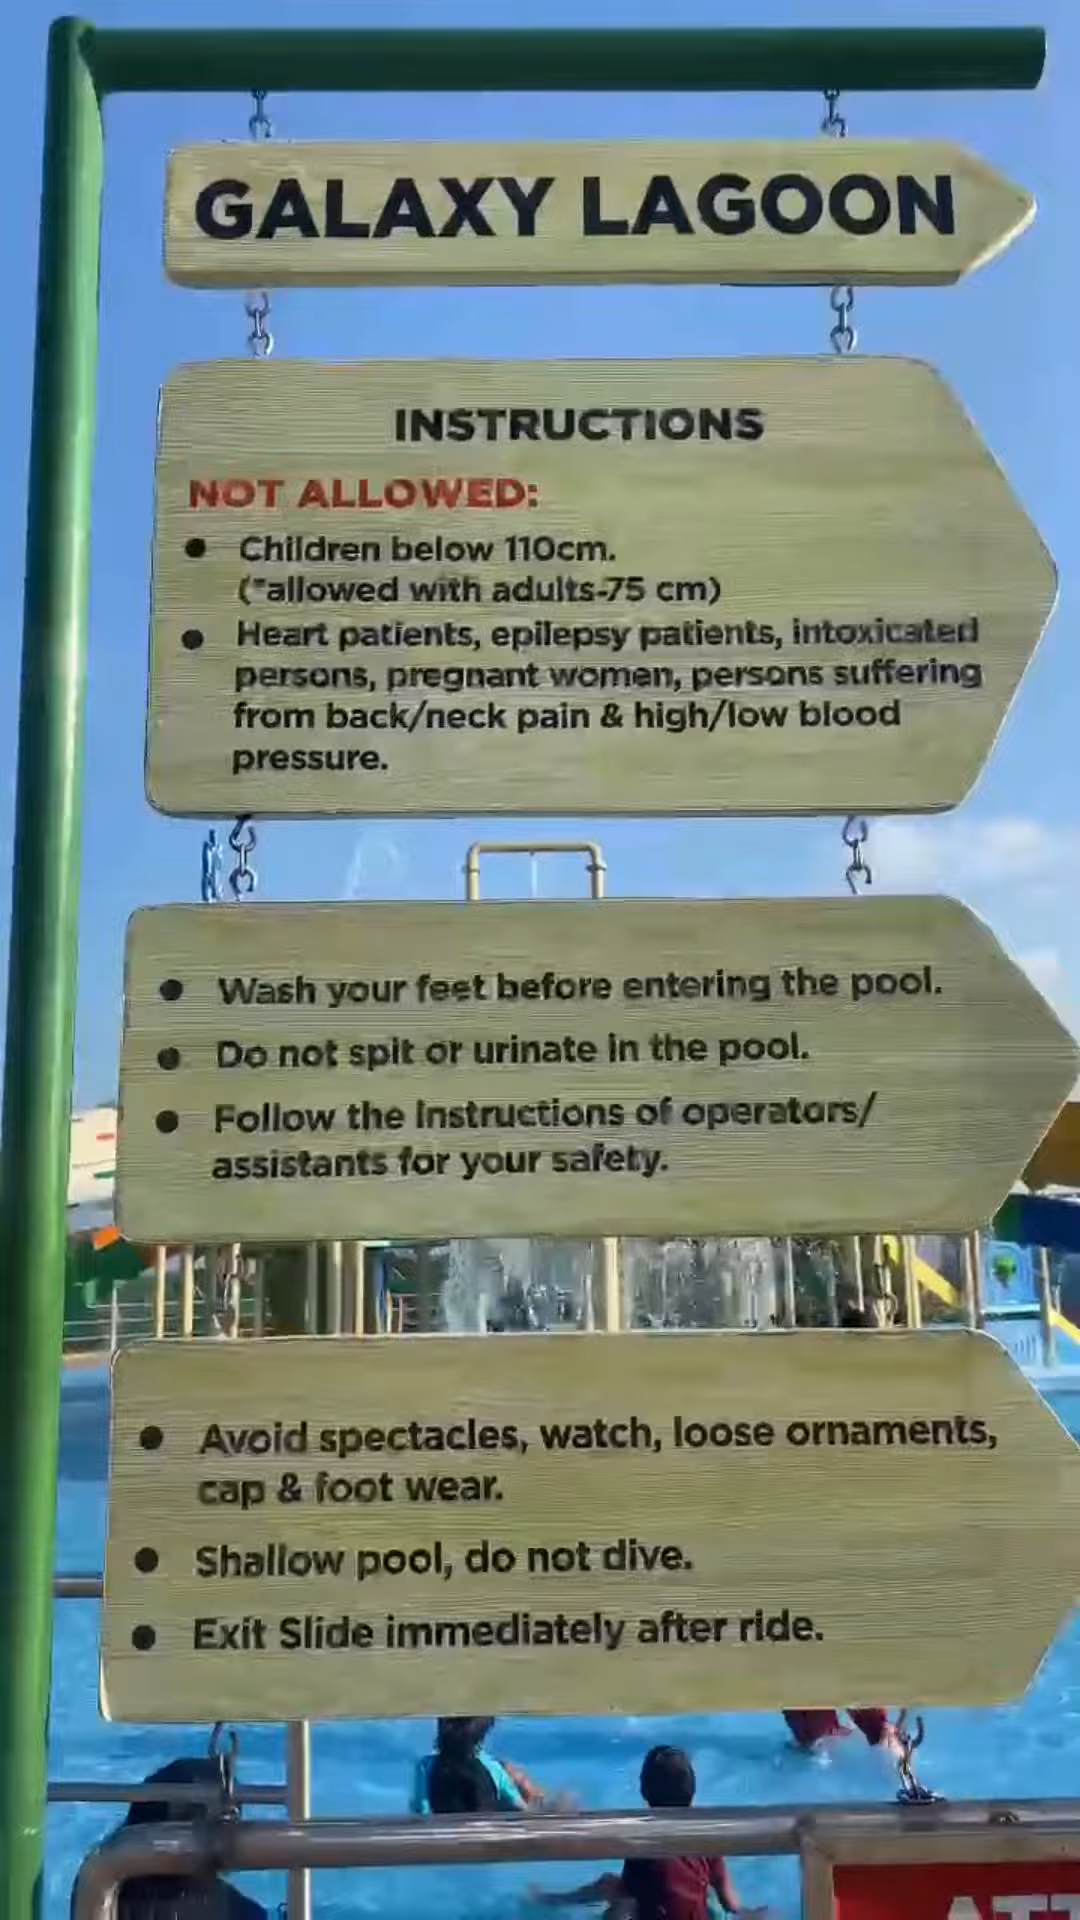 GALAXY LAGOON
INSTRUCTIONS
NOT ALLOWED:
● Children below 110cm.
(*allowed with adults-75 cm)
● Heart patients, epilepsy patients, intoxicated
persons, pregnant women, persons suffering
from back/neck pain & high/low blood
pressure.
● Wash your feet before entering the pool.
● Do not spit or urinate in the pool.
● Follow the instructions of operators/
assistants for your safety.
● Avoid spectacles, watch, loose ornaments,
cap & foot wear.
● Shallow pool, do not dive.
● Exit Slide immediately after ride.